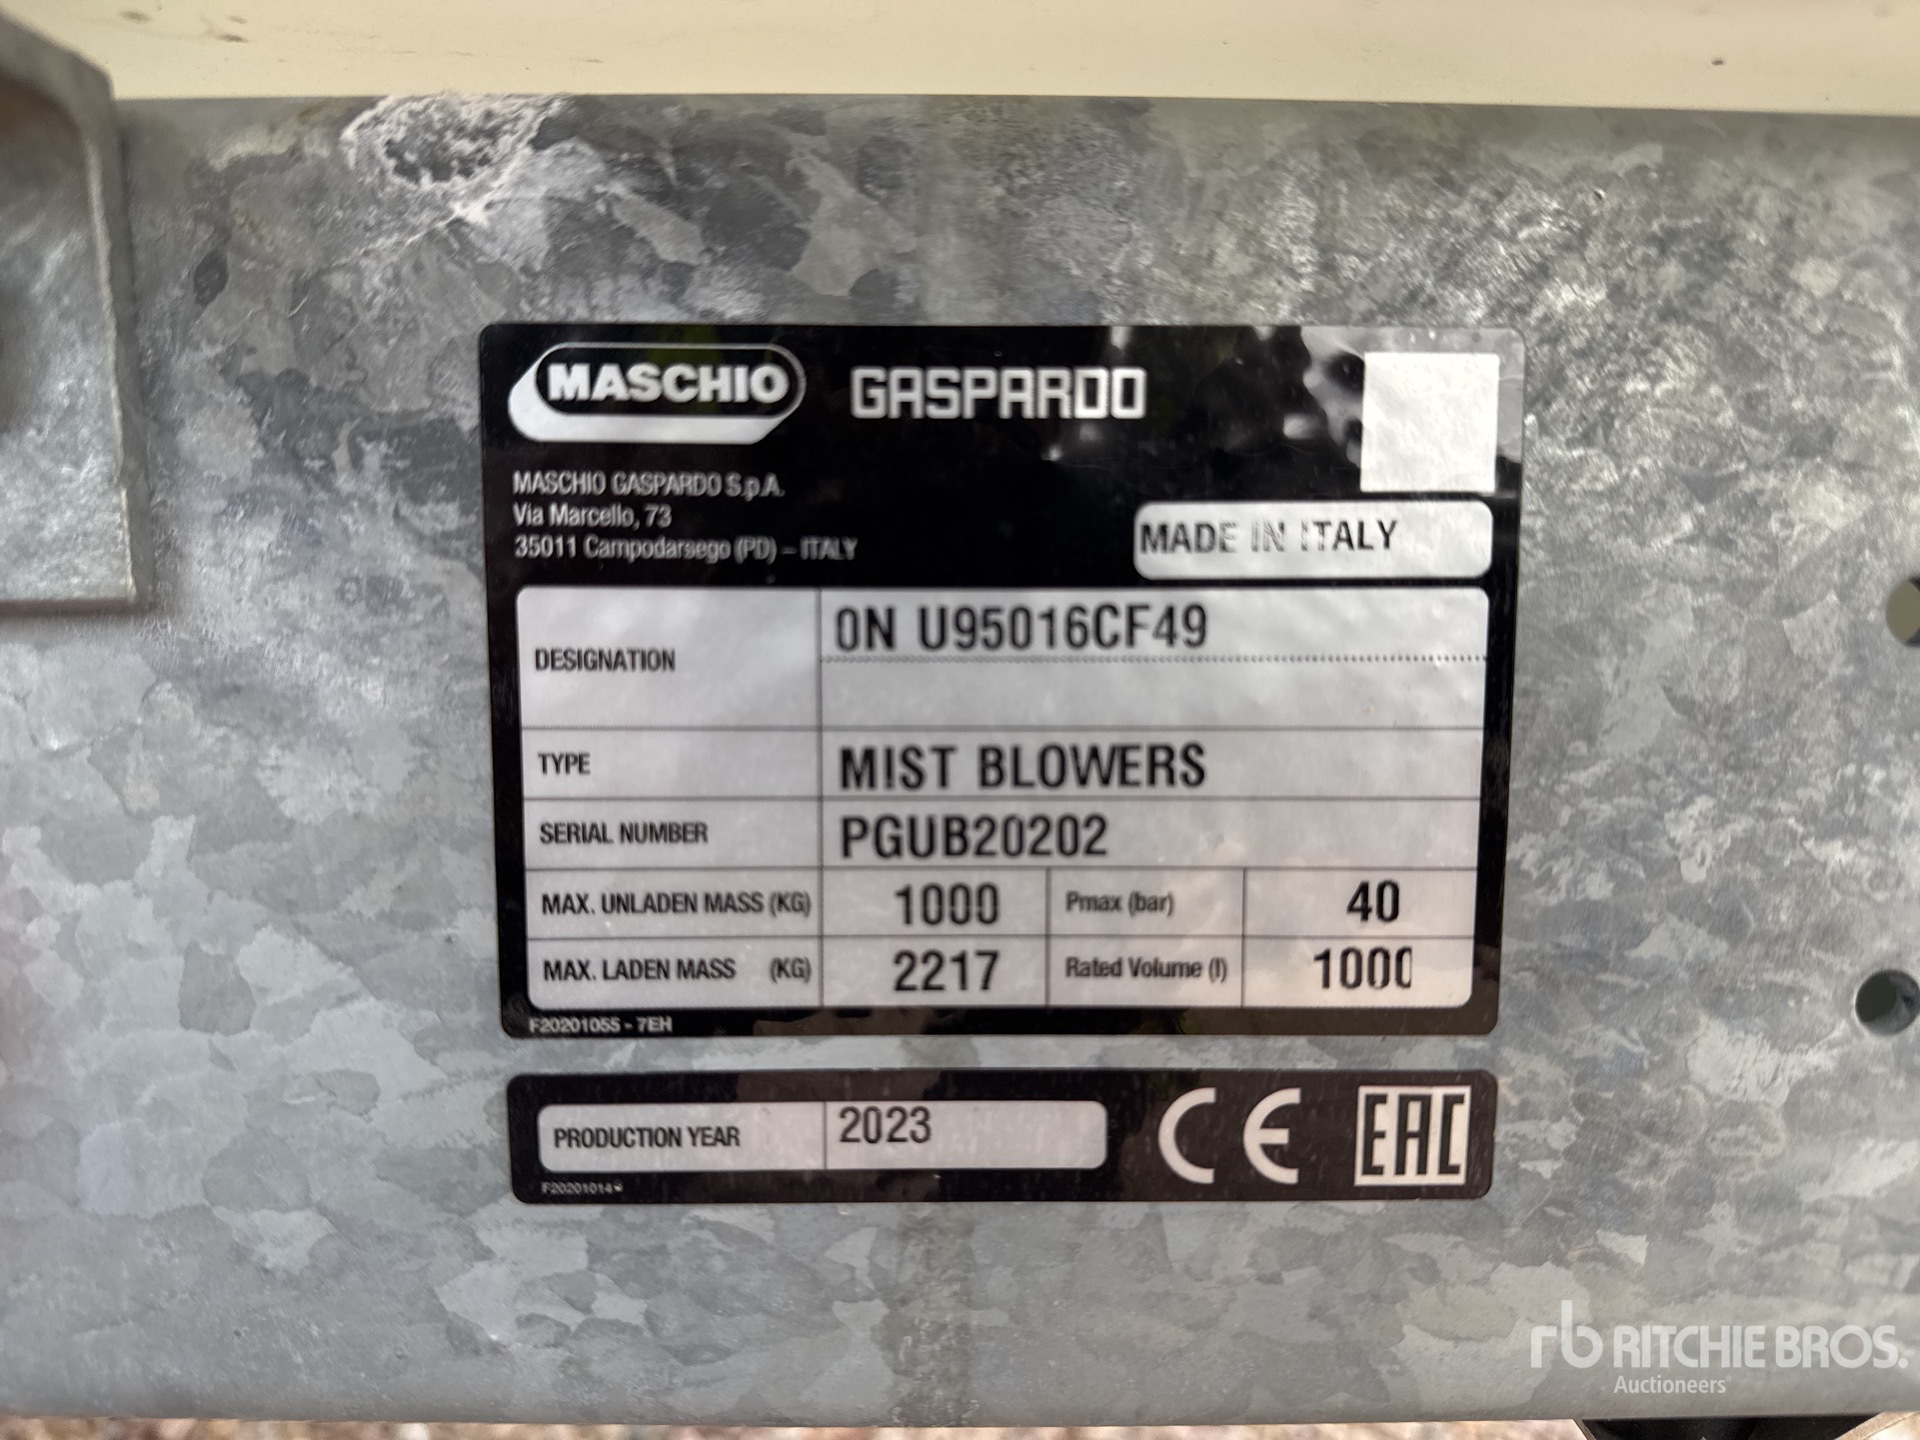 MASCHIO GASPARDO
MASCHIO GASPARDO S.p.A.
Via Marcello, 73
35011 Campodarsego (PD) – ITALY
MADE IN ITALY
DESIGNATION 0N U95016CF49
TYPE MIST BLOWERS
SERIAL NUMBER PGUB20202
MAX. UNLADEN MASS (KG) 1000 Pmax (bar) 40
MAX. LADEN MASS (KG) 2217 Rated Volume (l) 1000
F20201055 - 7EH
PRODUCTION YEAR 2023 CE EAC
rb RITCHIE BROS.
Auctioneers